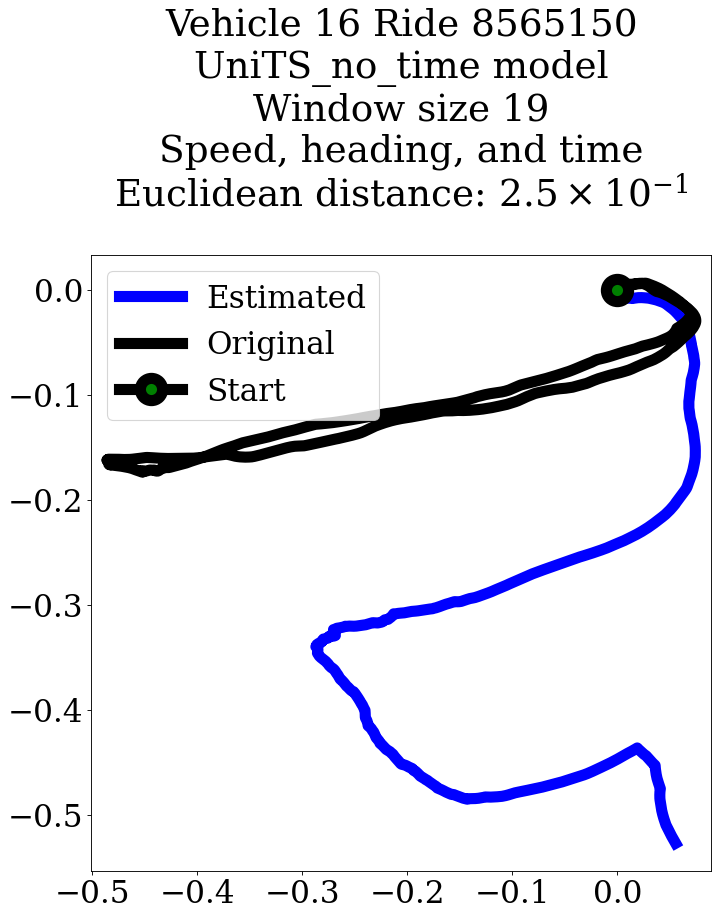 Vehicle 16 Ride 8565150
UniTS_no_time model
Window size 19
Speed, heading, and time
Euclidean distance: 2.5 × 10⁻¹
Estimated
Original
Start
0.0
−0.1
−0.2
−0.3
−0.4
−0.5
−0.5 −0.4 −0.3 −0.2 −0.1 0.0